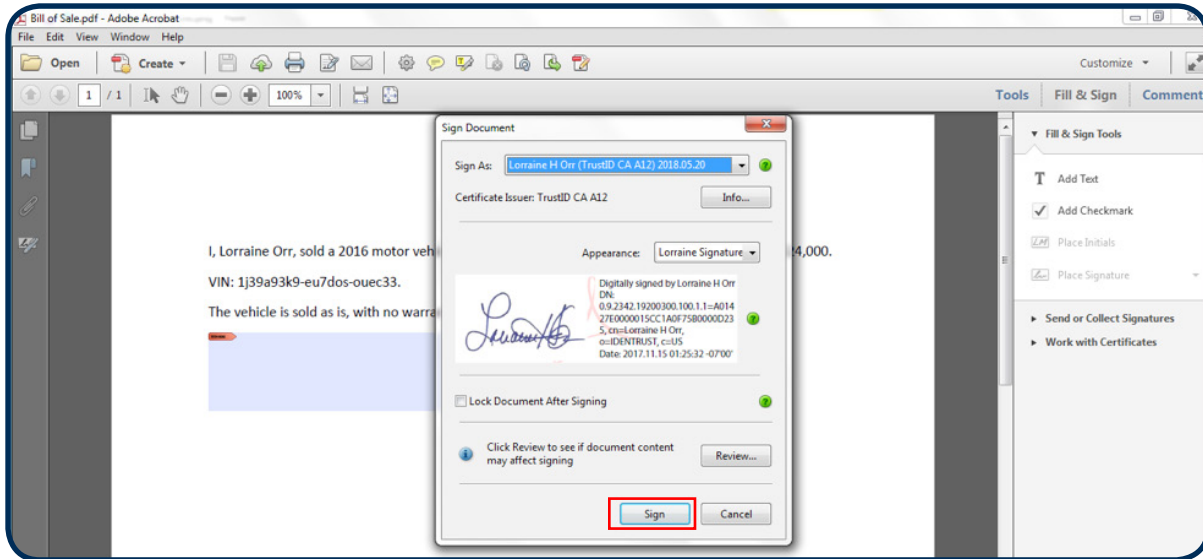 Bill of Sale.pdf - Adobe Acrobat
File Edit View Window Help
Open Create Customize
1 / 1 100% Tools Fill & Sign Comment
Sign Document
Sign As: Lorraine H Orr (TrustID CA A12) 2018.05.20
Certificate Issuer: TrustID CA A12 Info...
Appearance: Lorraine Signature
Digitally signed by Lorraine H Orr
DN:
0.9.2342.19200300.100.1.1=A014
27E0000015CC1A0F75B0000D23
5, cn=Lorraine H Orr,
o=IDENTRUST, c=US
Date: 2017.11.15 01:25:32 -07'00'
Lock Document After Signing
Click Review to see if document content
may affect signing
Review...
Sign Cancel
I, Lorraine Orr, sold a 2016 motor veh 4,000.
VIN: 1j39a93k9-eu7dos-ouec33.
The vehicle is sold as is, with no warra
Fill & Sign Tools
T Add Text
Add Checkmark
Place Initials
Place Signature
Send or Collect Signatures
Work with Certificates